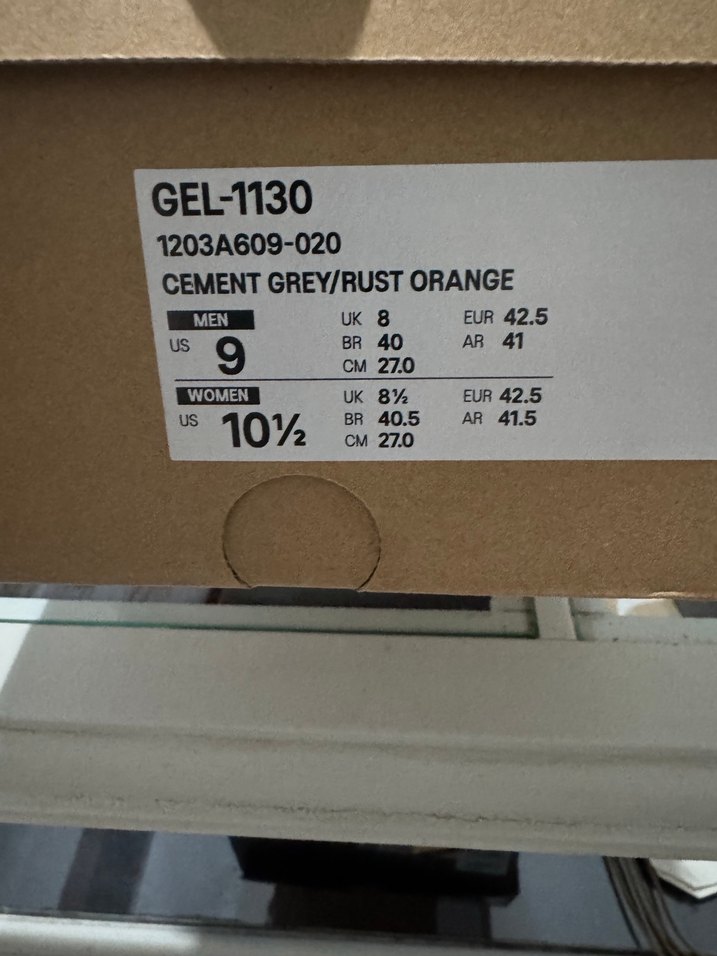 GEL-1130
1203A609-020
CEMENT GREY/RUST ORANGE
MEN UK 8 EUR 42.5
US 9 BR 40 AR 41
CM 27.0
WOMEN UK 8½ EUR 42.5
US 10½ BR 40.5 AR 41.5
CM 27.0